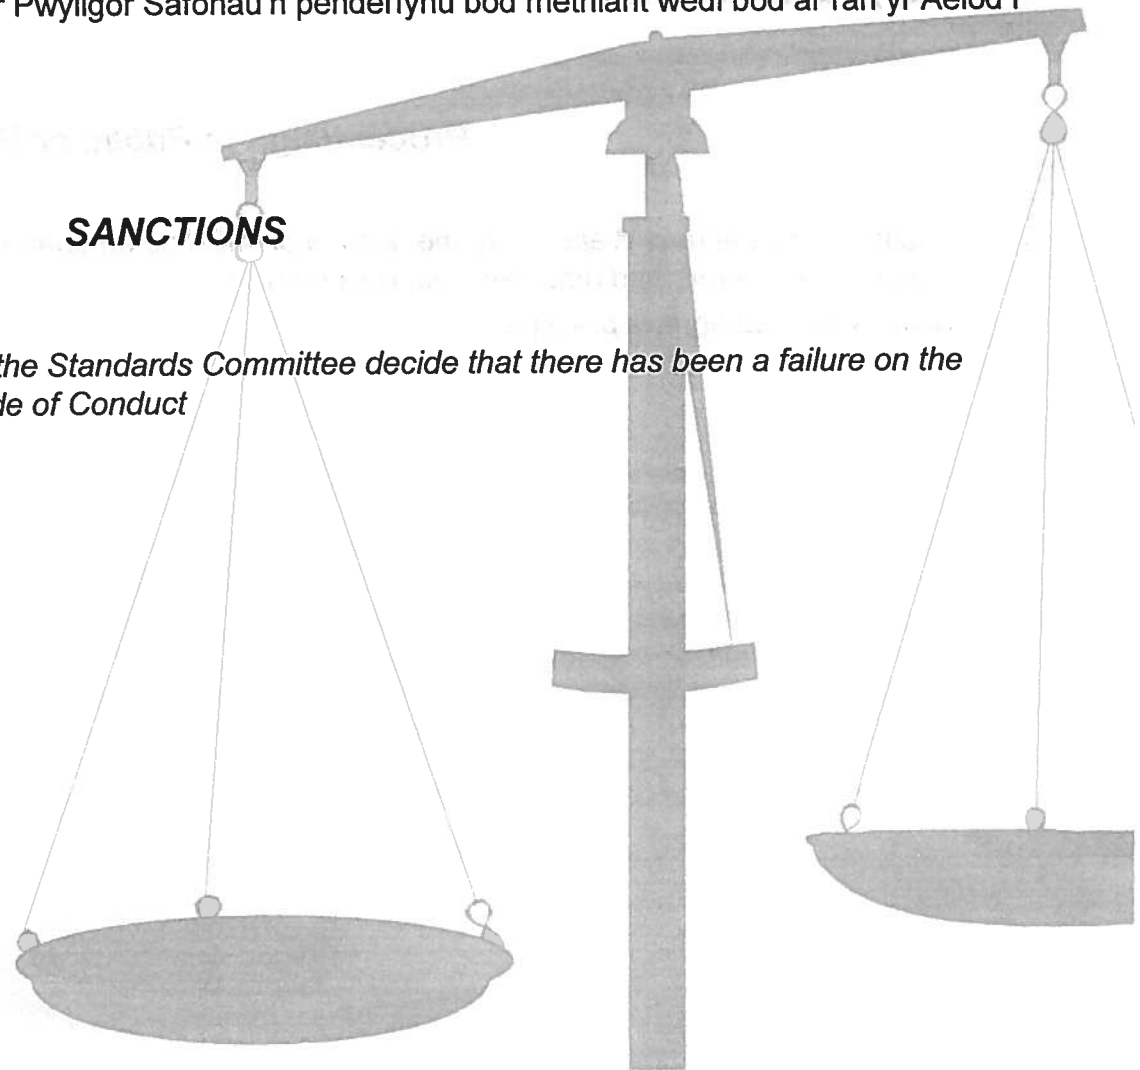 Pwyllgor Safonau'n penderfynu bod methiant wedi bod ar ran yr Aelod i
SANCTIONS
the Standards Committee decide that there has been a failure on the
de of Conduct